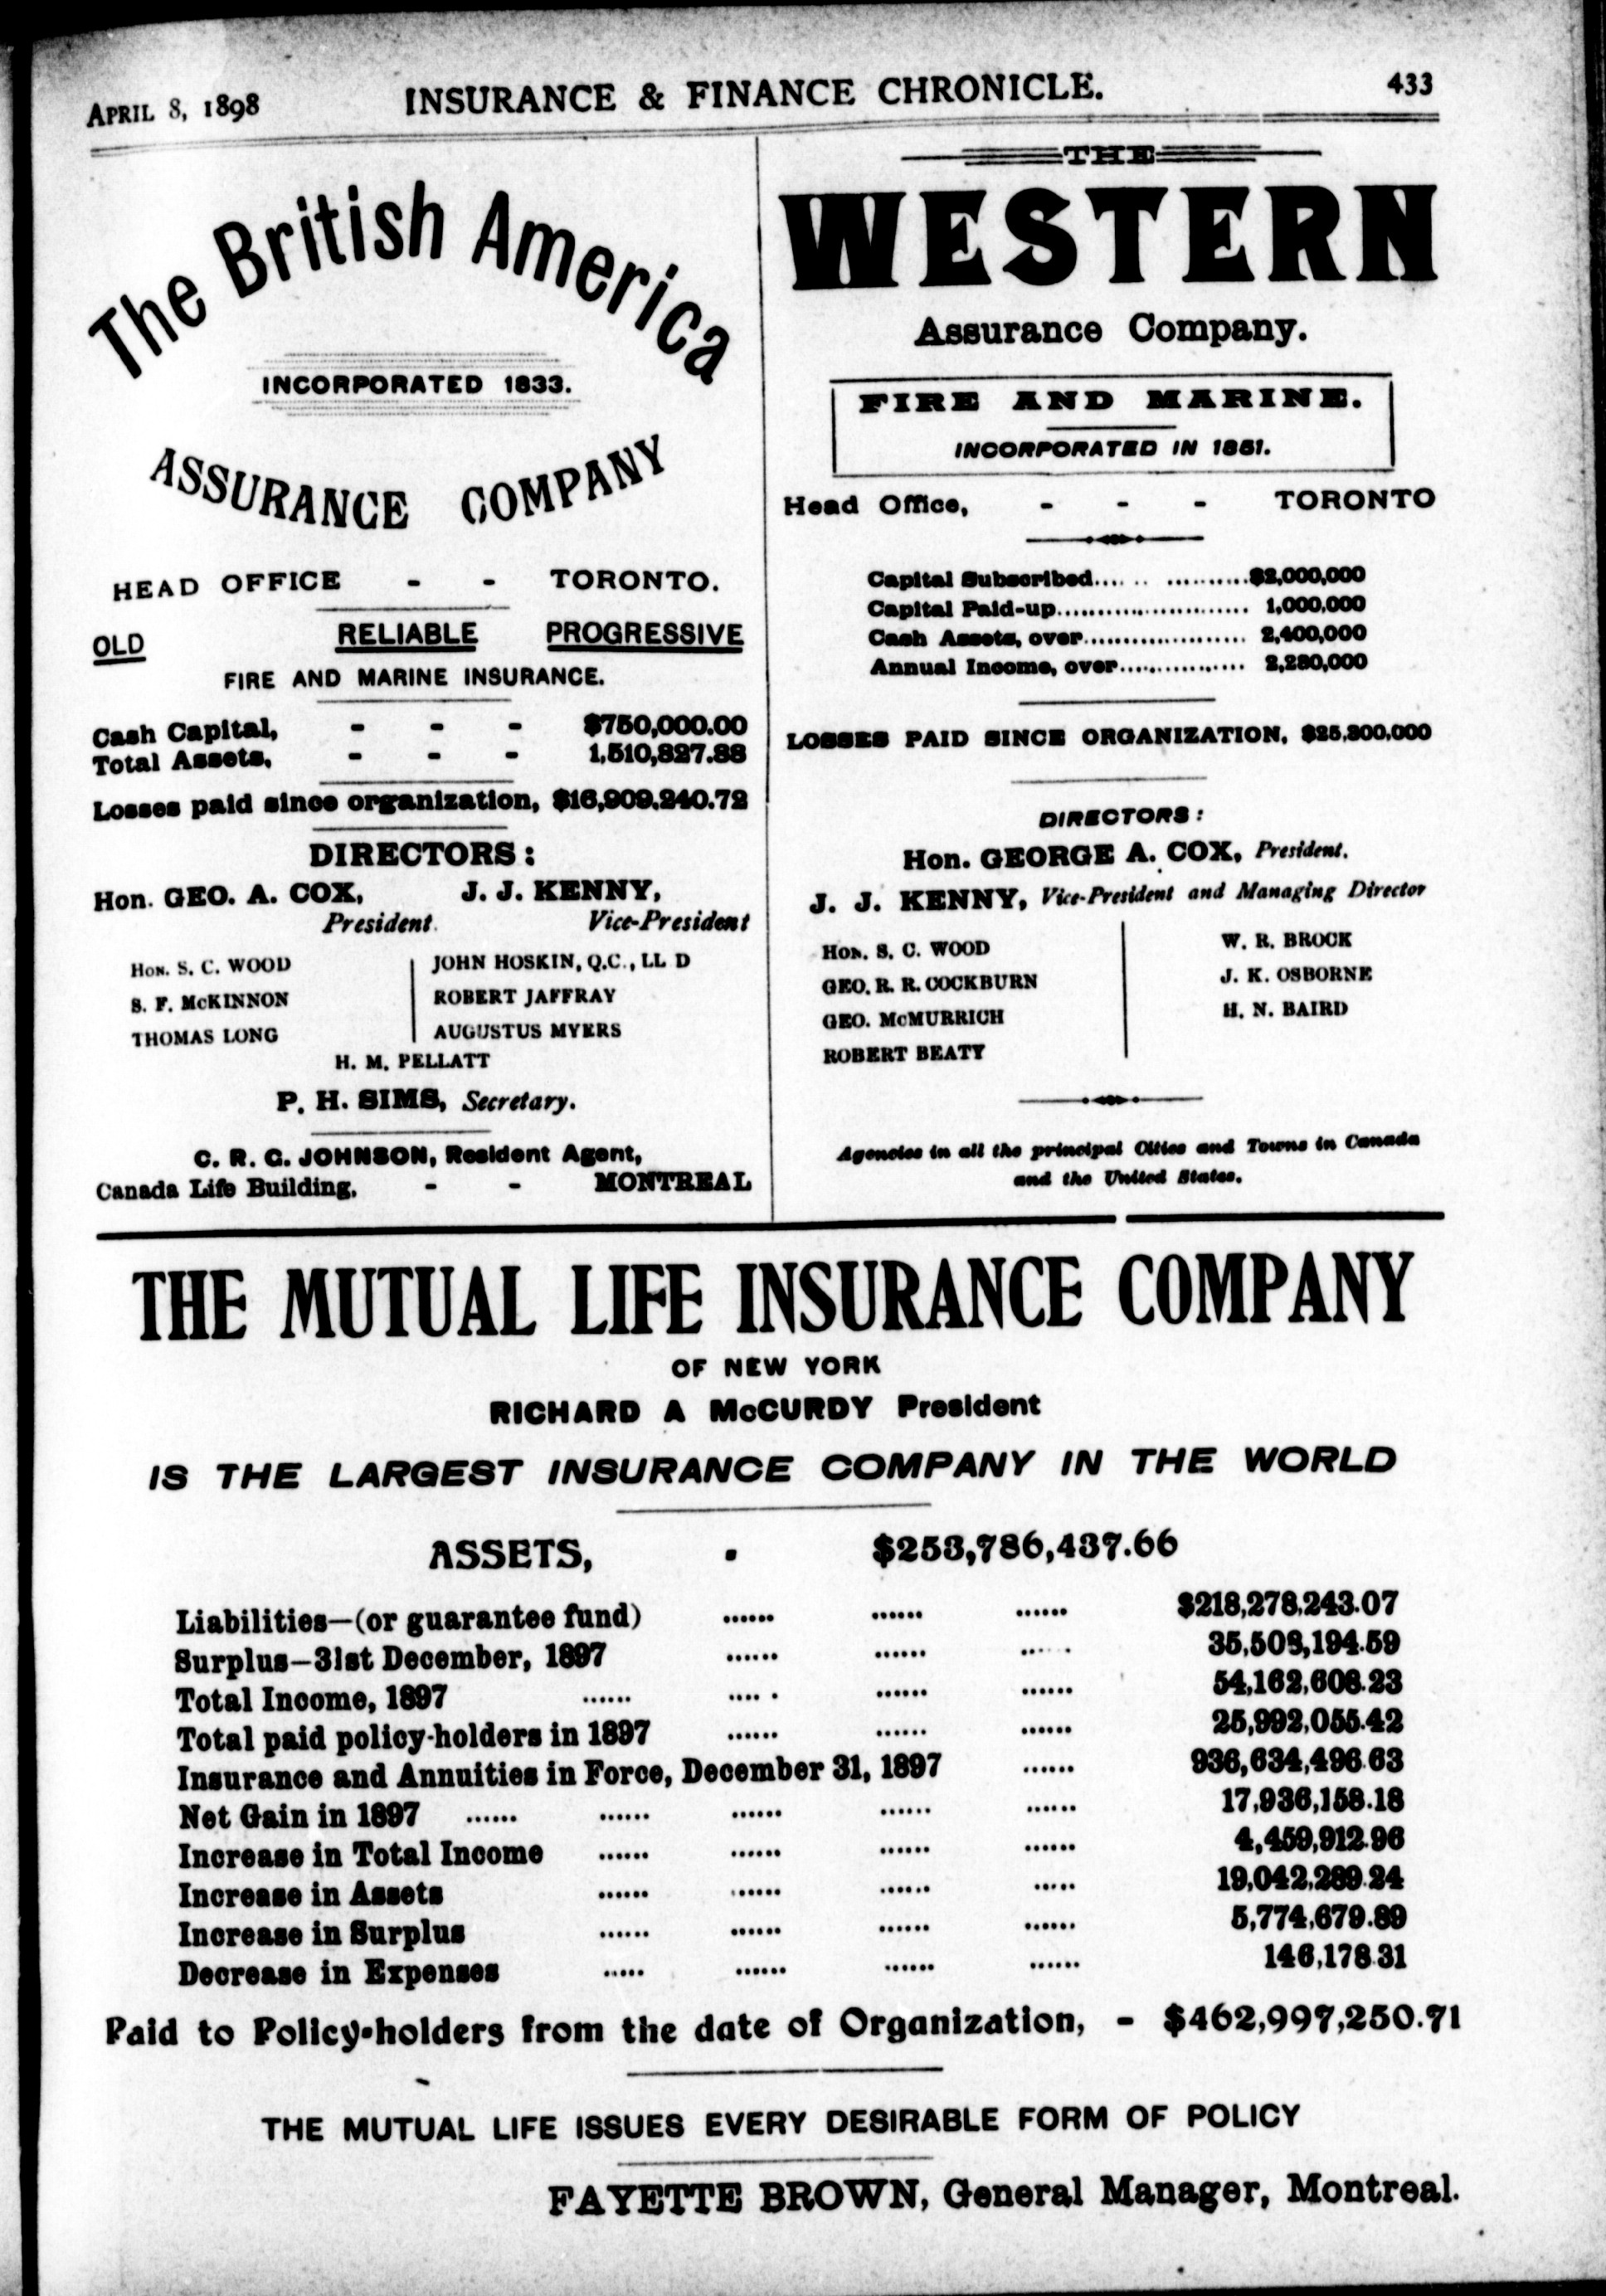 APRIL 8, 1898
INSURANCE & FINANCE CHRONICLE.
433
The British America
INCORPORATED 1833.
ASSURANCE COMPANY
HEAD OFFICE - - TORONTO.
OLD RELIABLE PROGRESSIVE
FIRE AND MARINE INSURANCE.
Cash Capital, - - - $750,000.00
Total Assets, - - - 1,510,827.88
Losses paid since organization, $16,909,240.72
DIRECTORS:
Hon. GEO. A. COX, J. J. KENNY,
President. Vice-President
HON. S. C. WOOD
S. F. McKINNON
THOMAS LONG
JOHN HOSKIN, Q.C., LL D
ROBERT JAFFRAY
AUGUSTUS MYERS
H. M. PELLATT
P. H. SIMS, Secretary.
C. R. G. JOHNSON, Resident Agent,
Canada Life Building, - - MONTREAL
THE
WESTERN
Assurance Company.
FIRE AND MARINE.
INCORPORATED IN 1851.
Head Office, - - - TORONTO
Capital Subscribed.... .. ..........$2,000,000
Capital Paid-up........................ 1,000,000
Cash Assets, over.................... 2,400,000
Annual Income, over................ 2,280,000
LOSSES PAID SINCE ORGANIZATION, $25,300,000
DIRECTORS:
Hon. GEORGE A. COX, President.
J. J. KENNY, Vice-President and Managing Director
HON. S. C. WOOD
GEO. R. R. COCKBURN
GEO. McMURRICH
ROBERT BEATY
W. R. BROCK
J. K. OSBORNE
H. N. BAIRD
Agencies in all the principal Cities and Towns in Canada
and the United States.
THE MUTUAL LIFE INSURANCE COMPANY
OF NEW YORK
RICHARD A McCURDY President
IS THE LARGEST INSURANCE COMPANY IN THE WORLD
ASSETS, - $253,786,437.66
Liabilities—(or guarantee fund) ...... ...... ...... $218,278,243.07
Surplus—31st December, 1897 ...... ...... ..... 35,508,194.59
Total Income, 1897 ...... .... . ...... ...... 54,162,608.23
Total paid policy-holders in 1897 ...... ...... ...... 25,992,055.42
Insurance and Annuities in Force, December 31, 1897 ...... 936,634,496.63
Net Gain in 1897 ...... ...... ...... ...... ...... 17,936,158.18
Increase in Total Income ...... ...... ...... ...... 4,459,912.96
Increase in Assets ...... ...... ...... ..... 19,042,289.24
Increase in Surplus ...... ...... ...... ...... 5,774,679.89
Decrease in Expenses ..... ...... ...... ...... 146,178.31
Paid to Policy-holders from the date of Organization, - $462,997,250.71
THE MUTUAL LIFE ISSUES EVERY DESIRABLE FORM OF POLICY
FAYETTE BROWN, General Manager, Montreal.